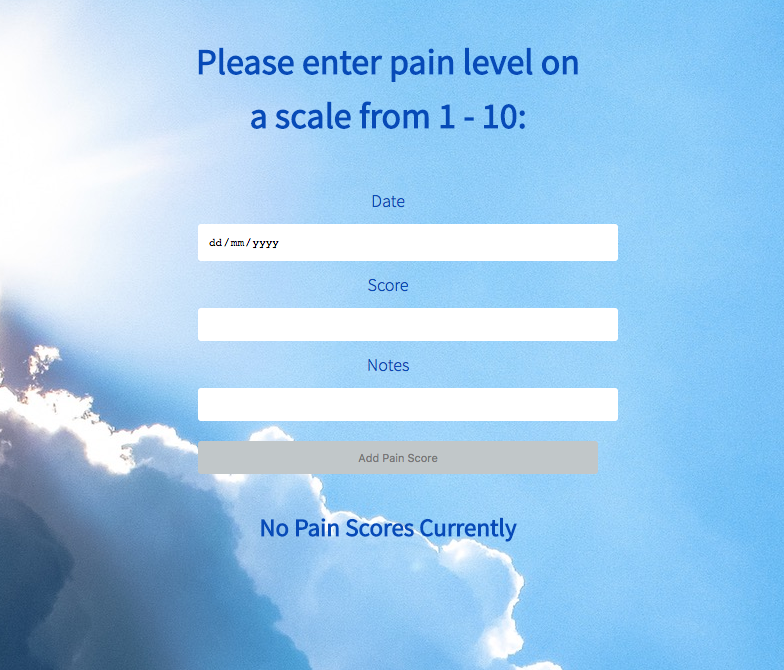 Please enter pain level on
a scale from 1 - 10:
Date
dd/mm/yyyy
Score
Notes
Add Pain Score
No Pain Scores Currently